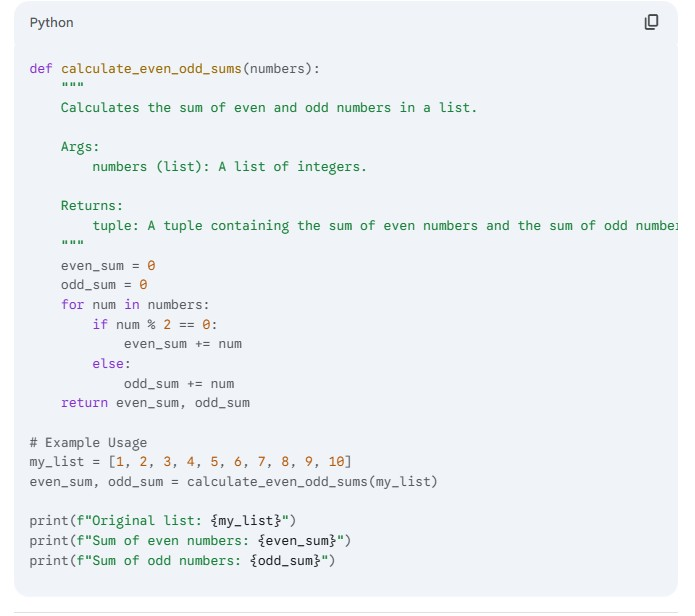 Python
def calculate_even_odd_sums(numbers):
    """
    Calculates the sum of even and odd numbers in a list.
    Args:
        numbers (list): A list of integers.
    Returns:
        tuple: A tuple containing the sum of even numbers and the sum of odd
    """
    even_sum = 0
    odd_sum = 0
    for num in numbers:
        if num % 2 == 0:
            even_sum += num
        else:
            odd_sum += num
    return even_sum, odd_sum
# Example Usage
my_list = [1, 2, 3, 4, 5, 6, 7, 8, 9, 10]
even_sum, odd_sum = calculate_even_odd_sums(my_list)
print(f"Original list: {my_list}")
print(f"Sum of even numbers: {even_sum}")
print(f"Sum of odd numbers: {odd_sum}")